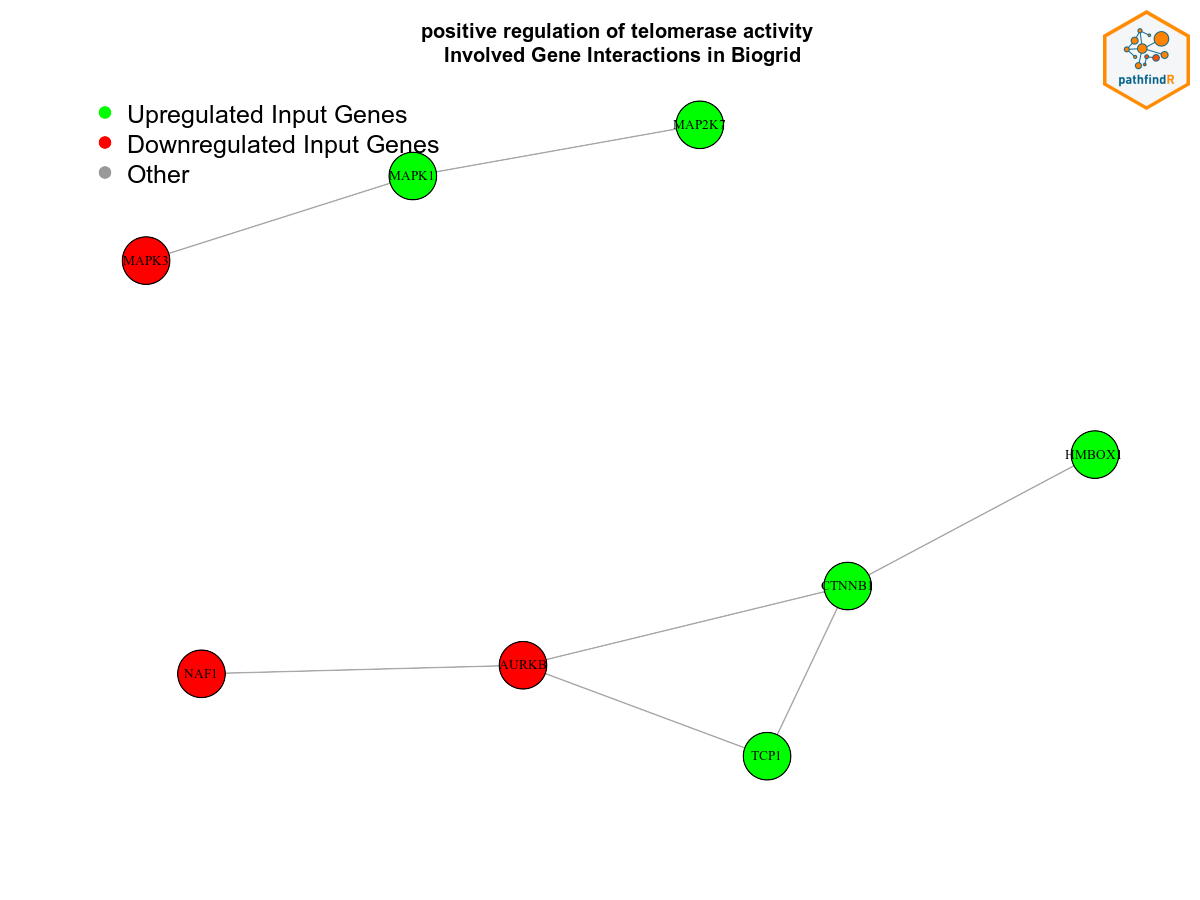 positive regulation of telomerase activity
Involved Gene Interactions in Biogrid
pathfindR
Upregulated Input Genes
Downregulated Input Genes
Other
MAP2K7
MAPK1
MAPK3
HMBOX1
CTNNB1
AURKB
NAF1
TCP1